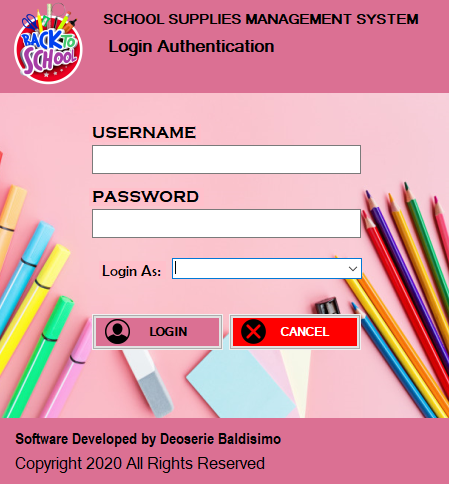 SCHOOL SUPPLIES MANAGEMENT SYSTEM
Login Authentication
BACK TO
SCHOOL
USERNAME
PASSWORD
Login As:
LOGIN
CANCEL
Software Developed by Deoserie Baldisimo
Copyright 2020 All Rights Reserved